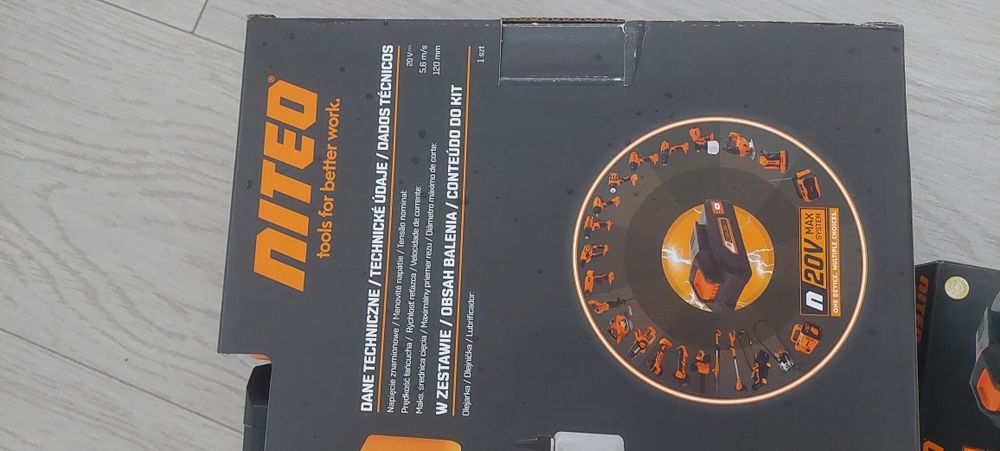 NITEO®
tools for better work.
DANE TECHNICZNE / TECHNICKÉ ÚDAJE / DADOS TÉCNICOS
Napięcie znamionowe / Menovité napätie / Tensão nominal: 20 V⎓
Prędkość łańcucha / Rýchlosť reťazca / Velocidade de corrente: 5,6 m/s
Maks. średnica cięcia / Maximálny priemer rezu / Diâmetro máximo de corte: 120 mm
W ZESTAWIE / OBSAH BALENIA / CONTEÚDO DO KIT
Olejarka / Olejnička / Lubrificador: 1 szt
n 20V MAX SYSTEM
ONE DEVICE. MULTIPLE CHOICES.
NITEO